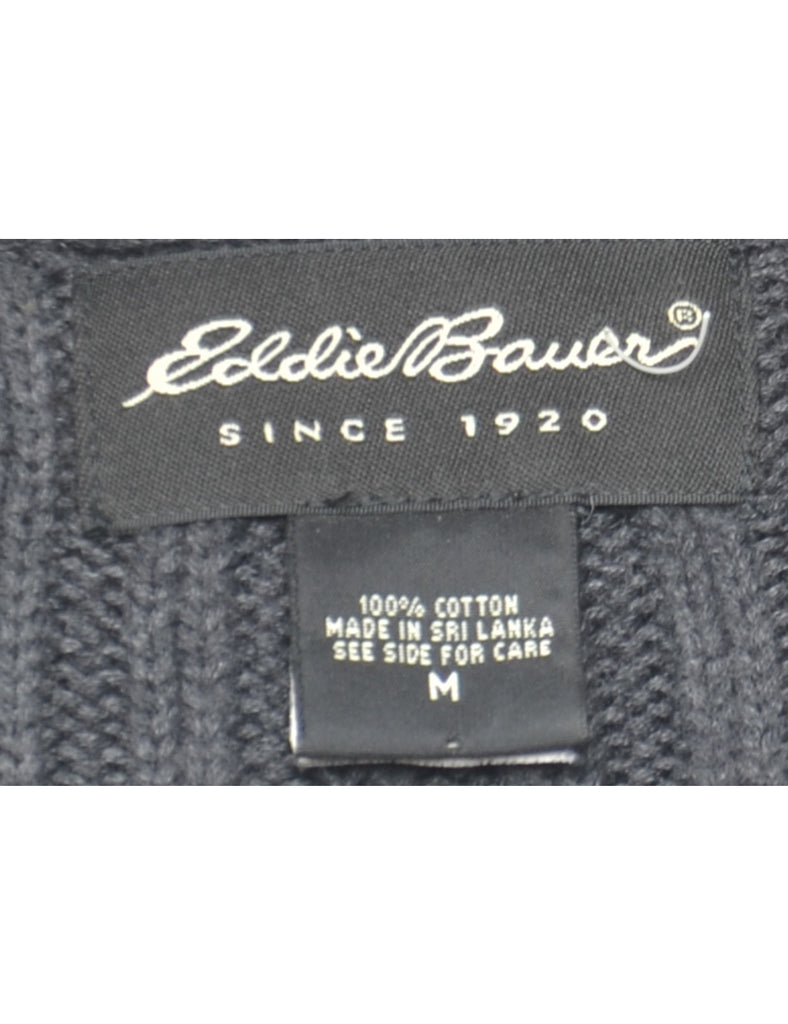 Eddie Bauer®
SINCE 1920
100% COTTON
MADE IN SRI LANKA
SEE SIDE FOR CARE
M